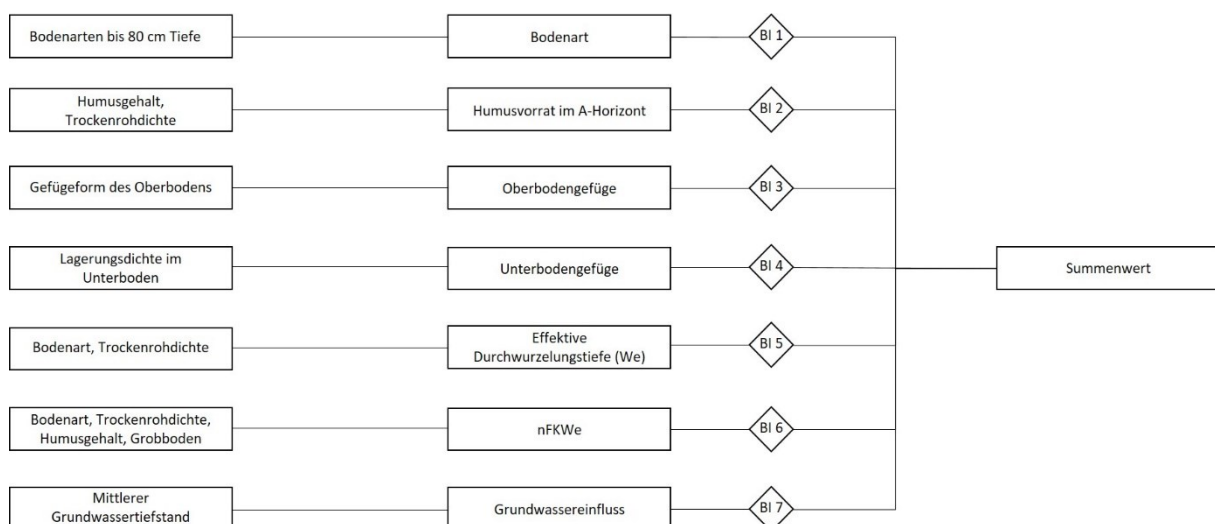 Bodenarten bis 80 cm Tiefe
Bodenart
BI 1
Humusgehalt,
Trockenrohdichte
Humusvorrat im A-Horizont
BI 2
Gefügeform des Oberbodens
Oberbodengefüge
BI 3
Lagerungsdichte im
Unterboden
Unterbodengefüge
BI 4
Summenwert
Bodenart, Trockenrohdichte
Effektive
Durchwurzelungstiefe (We)
BI 5
Bodenart, Trockenrohdichte,
Humusgehalt, Grobboden
nFKWe
BI 6
Mittlerer
Grundwassertiefstand
Grundwassereinfluss
BI 7